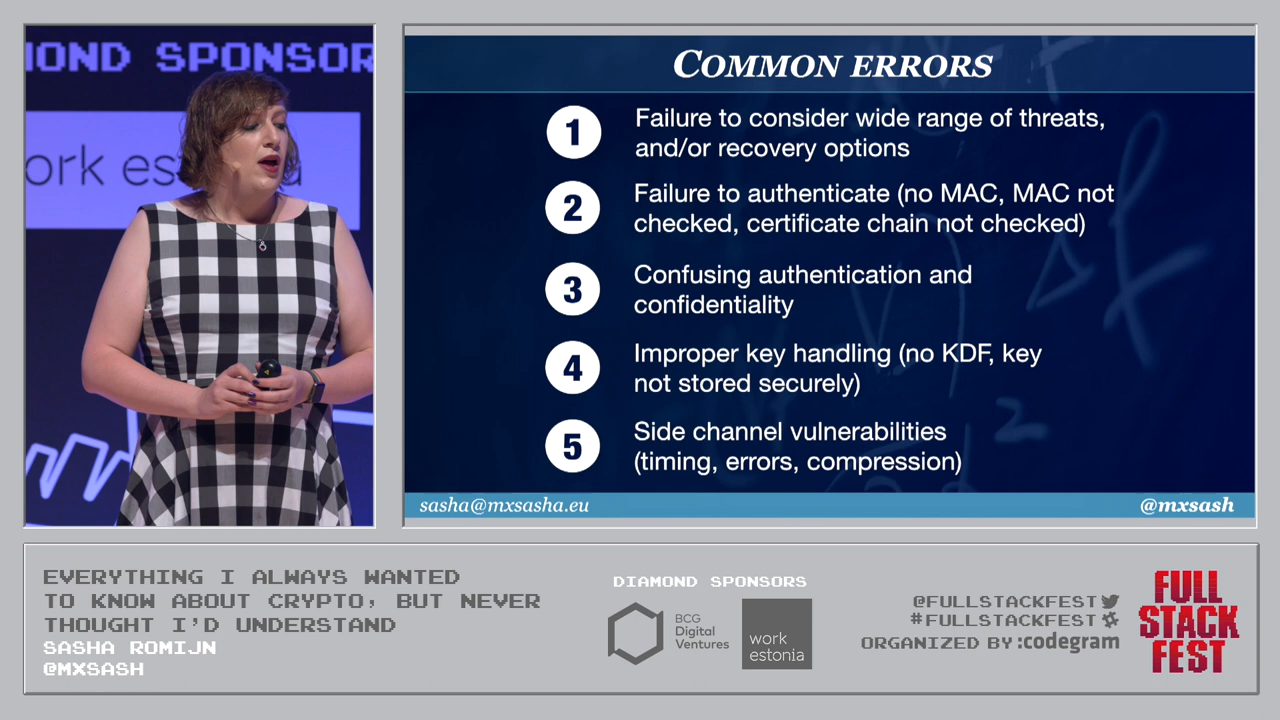 IOND SPONSOR
ork es
COMMON ERRORS
1
Failure to consider wide range of threats,
and/or recovery options
2
Failure to authenticate (no MAC, MAC not
checked, certificate chain not checked)
3
Confusing authentication and
confidentiality
4
Improper key handling (no KDF, key
not stored securely)
5
Side channel vulnerabilities
(timing, errors, compression)
sasha@mxsasha.eu
@mxsash
EVERYTHING I ALWAYS WANTED
TO KNOW ABOUT CRYPTO, BUT NEVER
THOUGHT I'D UNDERSTAND
SASHA ROMIJN
@MXSASH
DIAMOND SPONSORS
BCG
Digital
Ventures
work
estonia
@FULLSTACKFEST
#FULLSTACKFEST
ORGANIZED BY :codegram
FULL
STACK
FEST